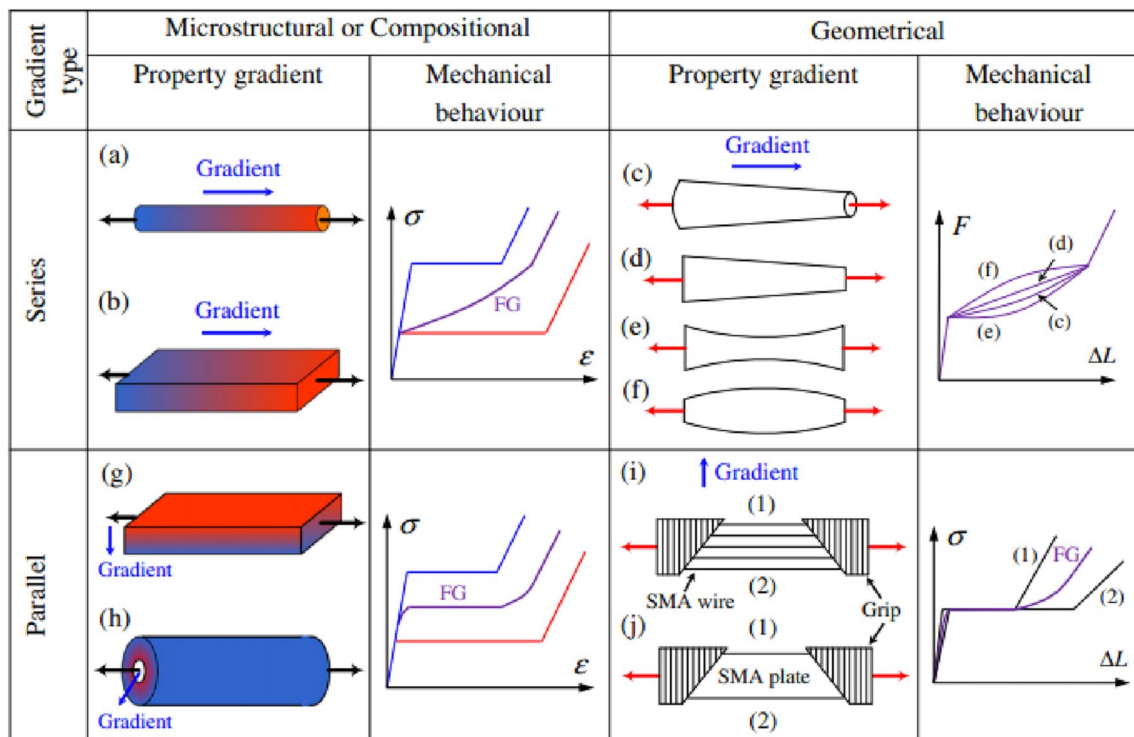 Gradient
type
Microstructural or Compositional
Geometrical
Property gradient
Mechanical
behaviour
Property gradient
Mechanical
behaviour
Series
(a)
Gradient
(b)
Gradient
σ
FG
ε
Gradient
(c)
(d)
(e)
(f)
F
(d)
(f)
(c)
(e)
ΔL
Parallel
(g)
Gradient
(h)
Gradient
σ
FG
ε
(i)
Gradient
(1)
(2)
SMA wire
Grip
(j)
(1)
SMA plate
(2)
σ
(1)
FG
(2)
ΔL